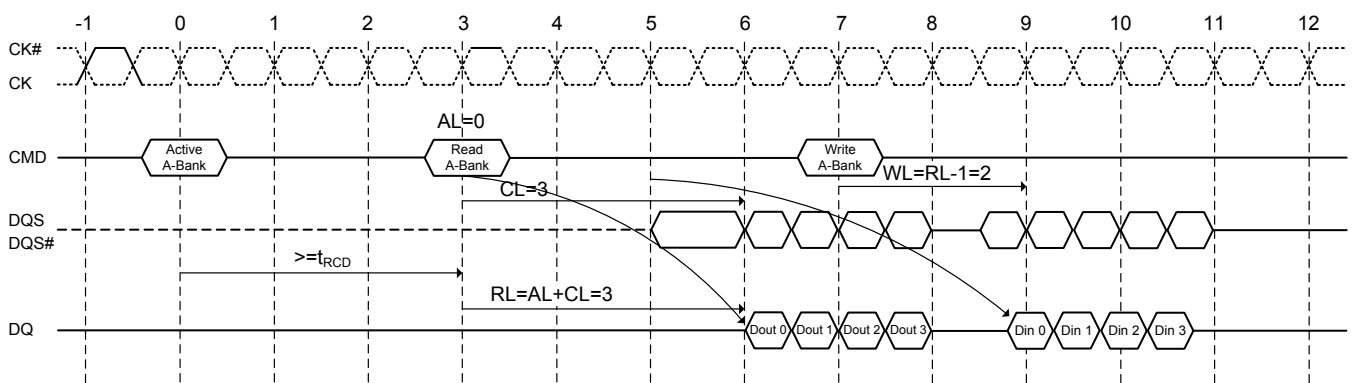 -1 0 1 2 3 4 5 6 7 8 9 10 11 12
CK#
CK
AL=0
CMD Active A-Bank Read A-Bank Write A-Bank
CL=3 WL=RL-1=2
DQS
DQS#
>=tRCD
RL=AL+CL=3
DQ Dout 0 Dout 1 Dout 2 Dout 3 Din 0 Din 1 Din 2 Din 3